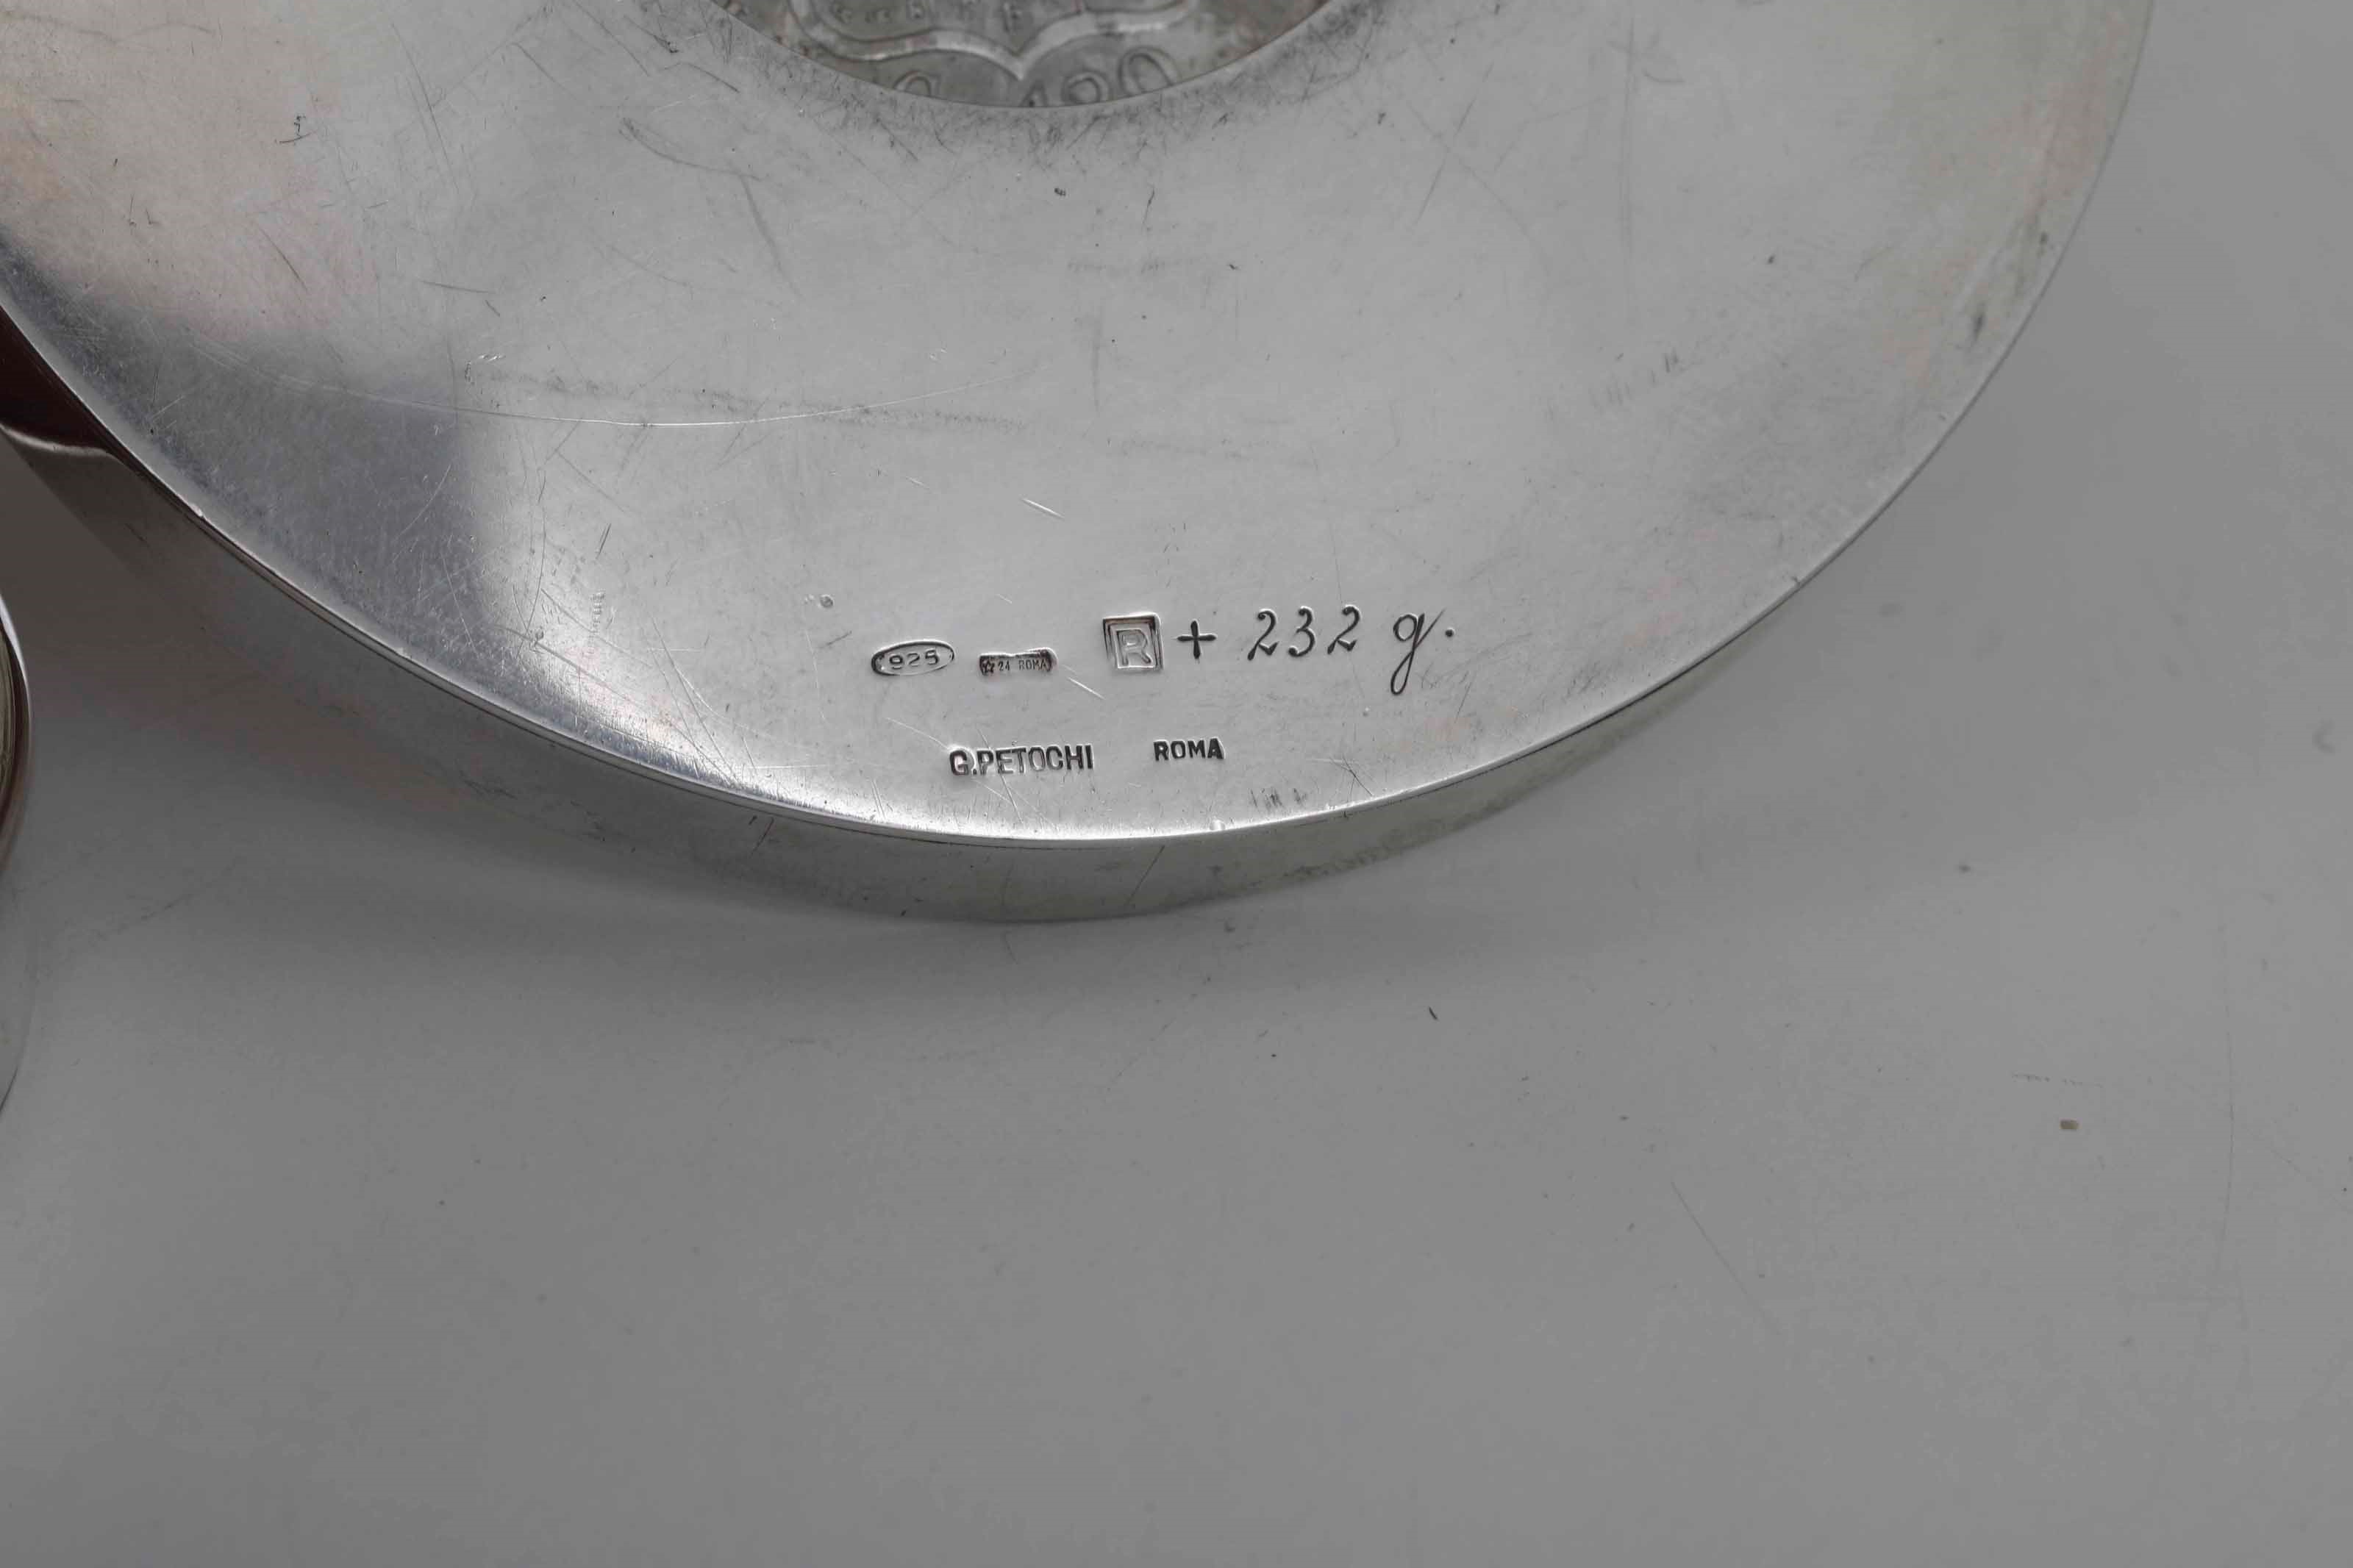 925 ☆24 ROMA R + 232 g.
G.PETOCHI ROMA